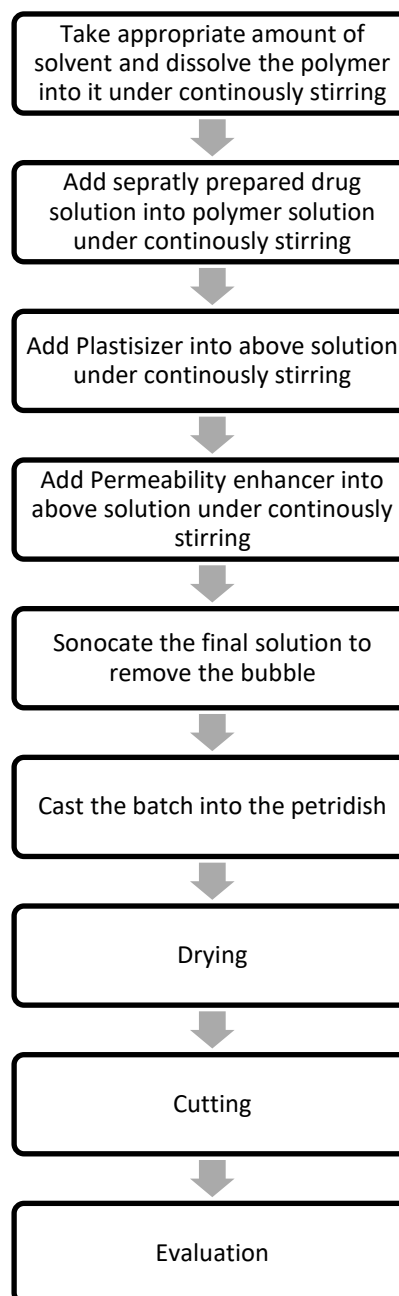 Take appropriate amount of
solvent and dissolve the polymer
into it under continously stirring
Add sepratly prepared drug
solution into polymer solution
under continously stirring
Add Plastisizer into above solution
under continously stirring
Add Permeability enhancer into
above solution under continously
stirring
Sonocate the final solution to
remove the bubble
Cast the batch into the petridish
Drying
Cutting
Evaluation